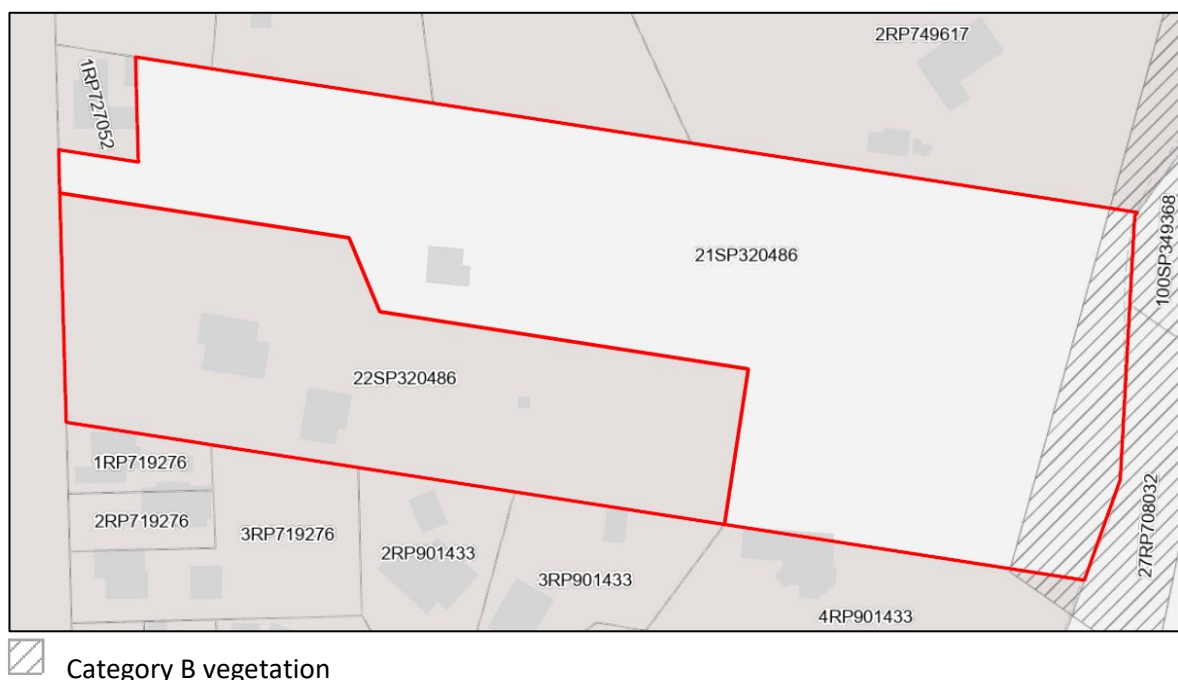 2RP749617
1RP727052
100SP349368
21SP320486
22SP320486
1RP719276
2RP719276
3RP719276
2RP901433
3RP901433
27RP708032
4RP901433
Category B vegetation